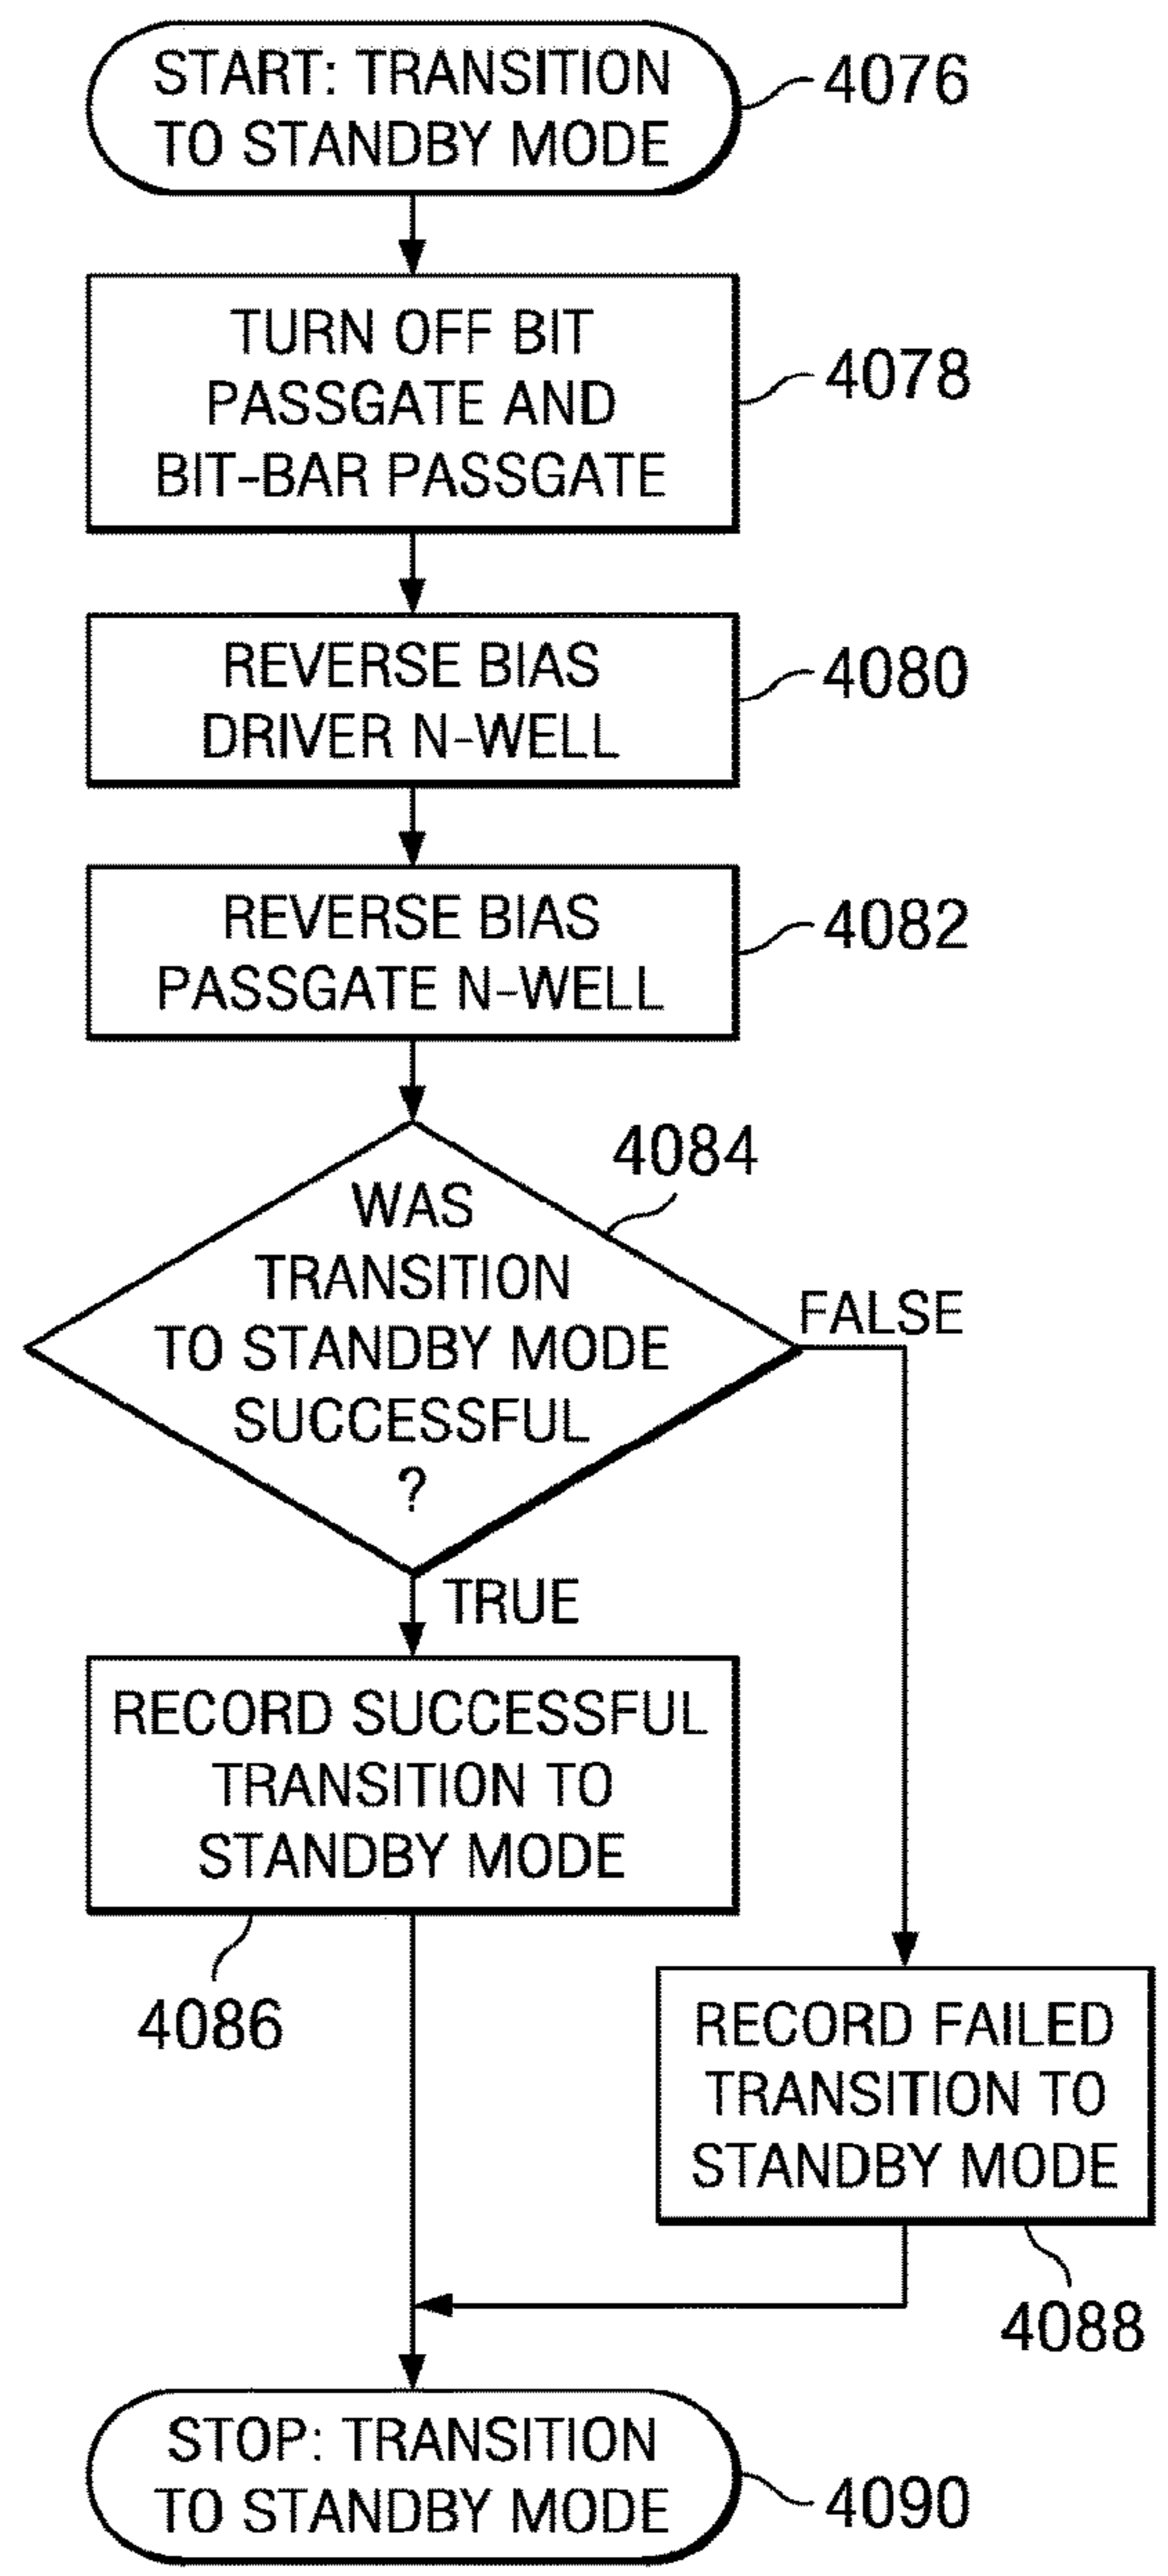 START: TRANSITION
TO STANDBY MODE
4076
TURN OFF BIT
PASSGATE AND
BIT-BAR PASSGATE
4078
REVERSE BIAS
DRIVER N-WELL
4080
REVERSE BIAS
PASSGATE N-WELL
4082
4084
WAS
TRANSITION
TO STANDBY MODE
SUCCESSFUL
?
FALSE
TRUE
RECORD SUCCESSFUL
TRANSITION TO
STANDBY MODE
4086
RECORD FAILED
TRANSITION TO
STANDBY MODE
4088
STOP: TRANSITION
TO STANDBY MODE
4090